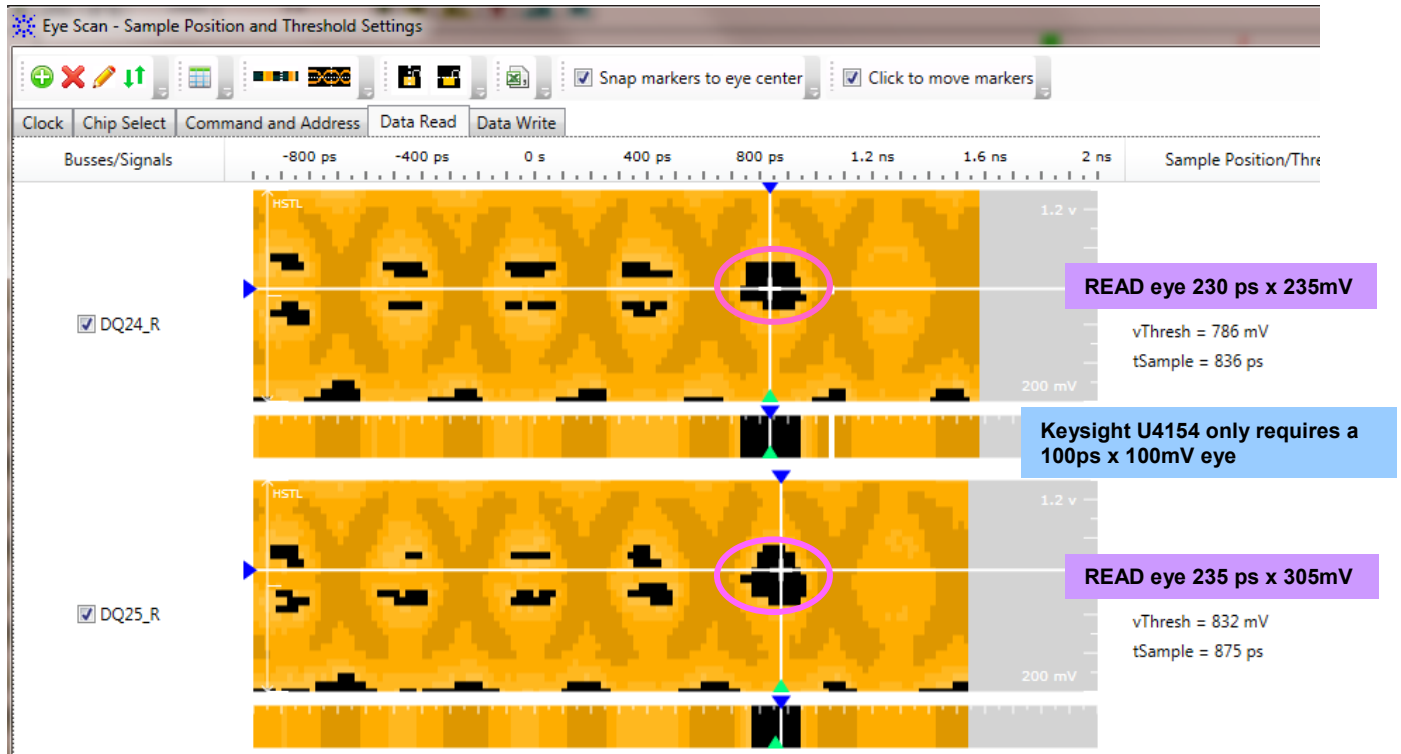 Eye Scan - Sample Position and Threshold Settings
Snap markers to eye center
Click to move markers
Clock Chip Select Command and Address Data Read Data Write
Busses/Signals -800 ps -400 ps 0 s 400 ps 800 ps 1.2 ns 1.6 ns 2 ns Sample Position/Thre
HSTL
1.2 v
READ eye 230 ps x 235mV
DQ24_R
vThresh = 786 mV
tSample = 836 ps
200 mV
Keysight U4154 only requires a
100ps x 100mV eye
HSTL
1.2 v
READ eye 235 ps x 305mV
DQ25_R
vThresh = 832 mV
tSample = 875 ps
200 mV